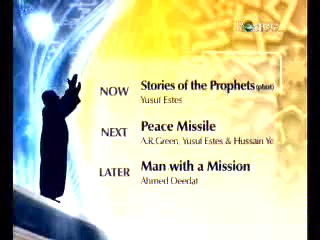 NOW
Stories of the Prophets
Yusuf Estes
NEXT
Peace Missile
A.R.Green, Yusuf Estes & Hussain Ye
LATER
Man with a Mission
Ahmed Deedat